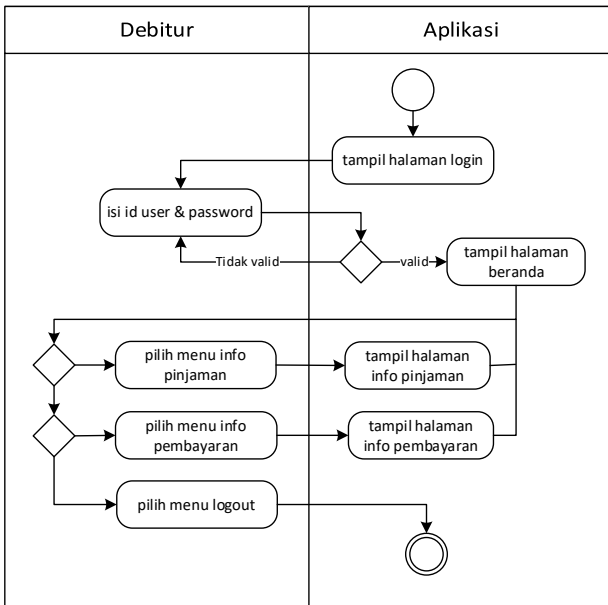 Debitur
Aplikasi
tampil halaman login
isi id user & password
Tidak valid
valid
tampil halaman
beranda
pilih menu info
pinjaman
tampil halaman
info pinjaman
pilih menu info
pembayaran
tampil halaman
info pembayaran
pilih menu logout